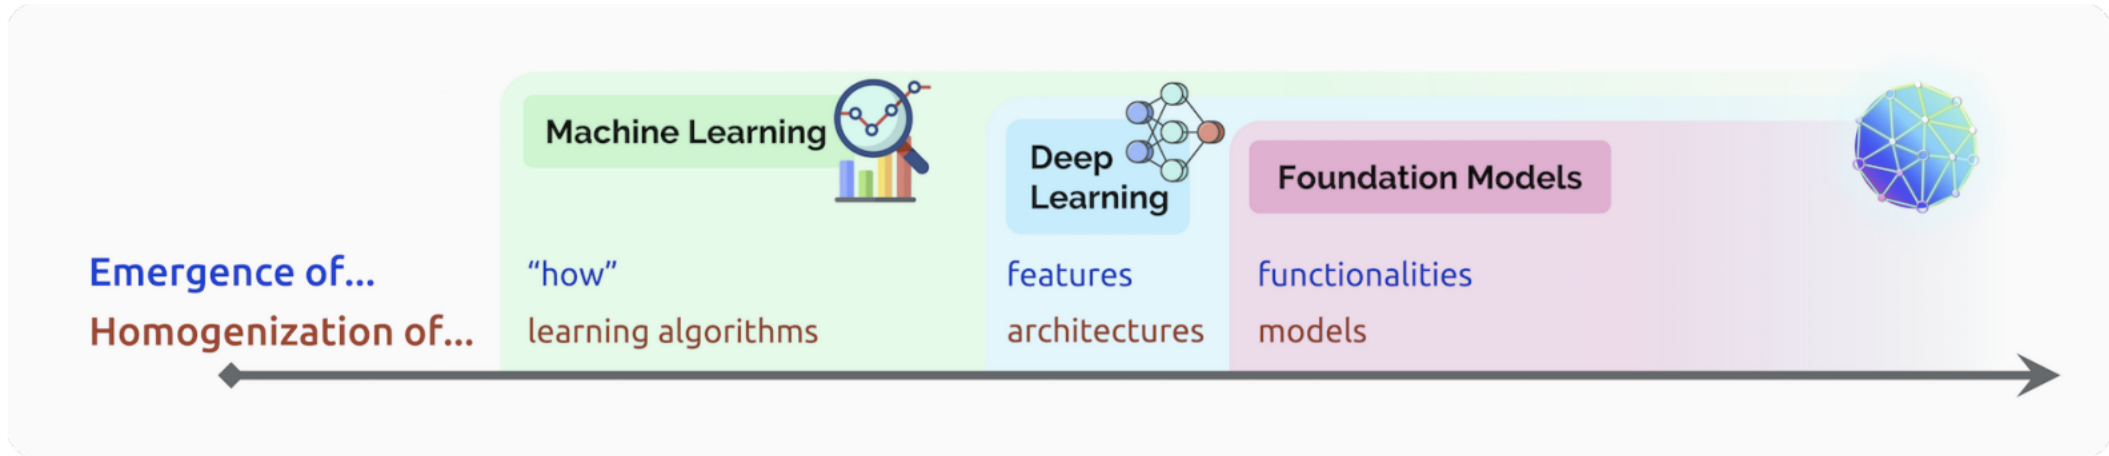 Machine Learning
Deep
Learning
Foundation Models
Emergence of...
“how”
features
functionalities
Homogenization of...
learning algorithms
architectures
models